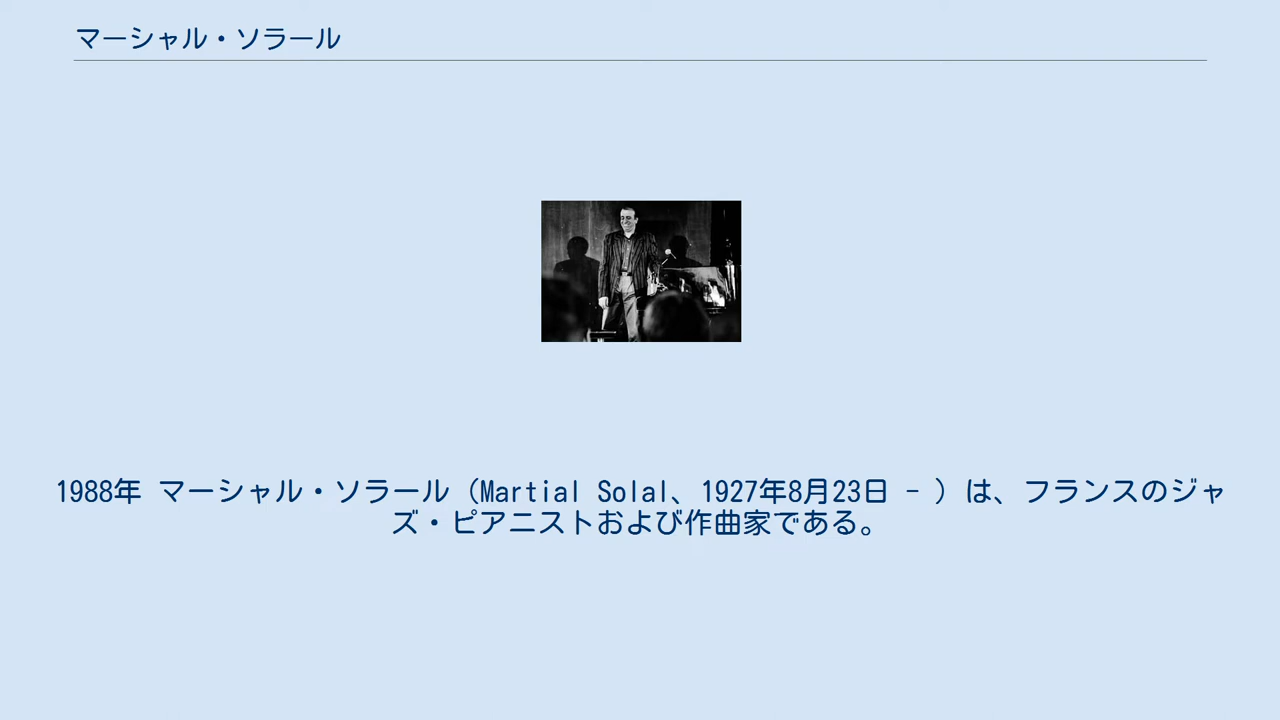 マーシャル・ソラール
1988年 マーシャル・ソラール（Martial Solal、1927年8月23日 - ）は、フランスのジャ
ズ・ピアニストおよび作曲家である。